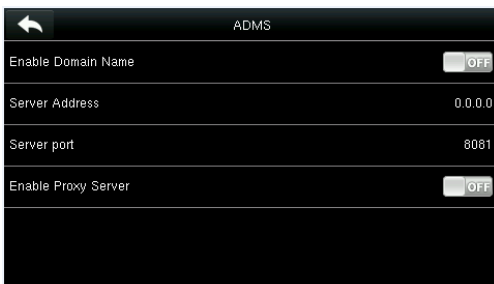 ADMS
Enable Domain Name OFF
Server Address 0.0.0.0
Server port 8081
Enable Proxy Server OFF